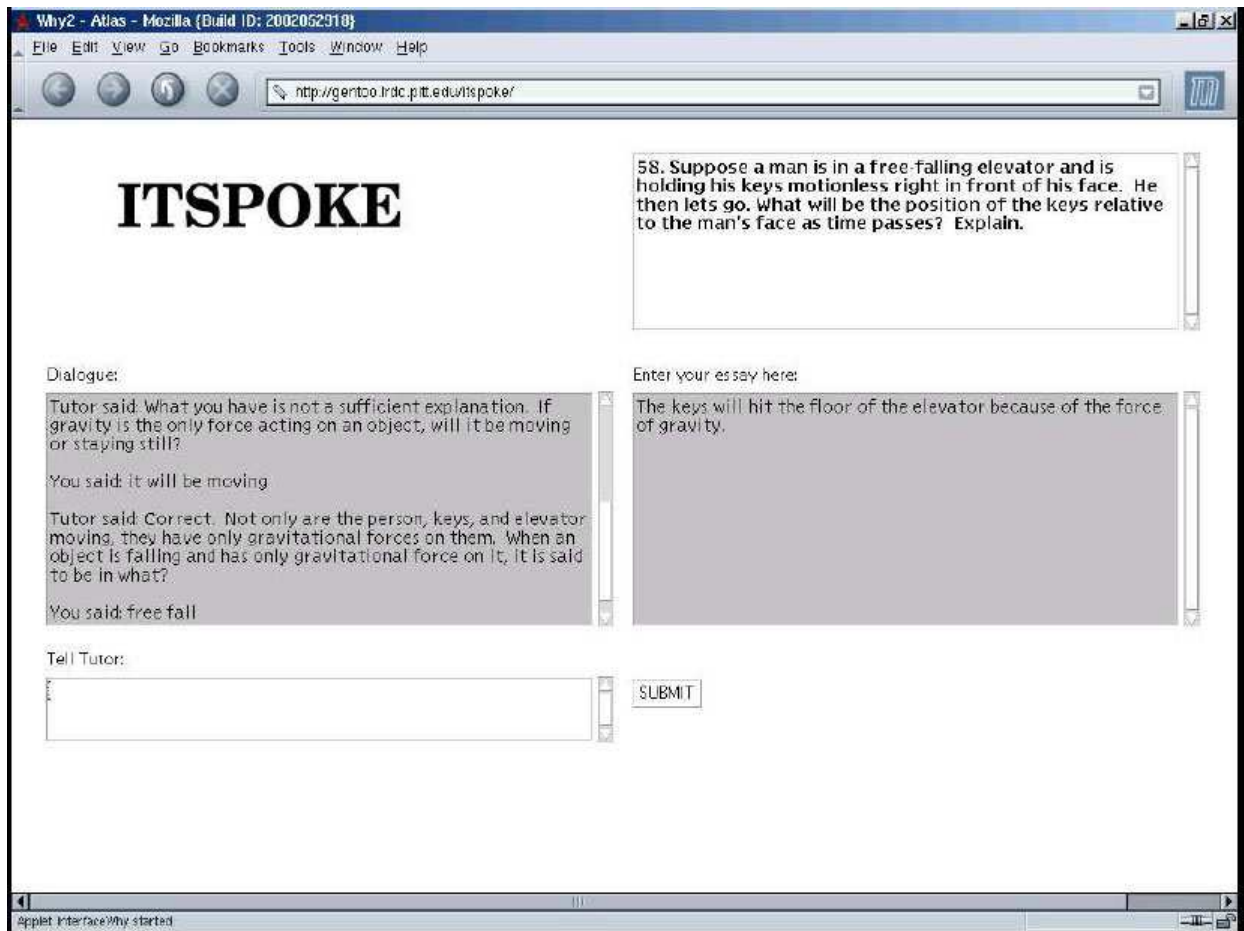 Why2 - Atlas - Mozilla {Build ID: 2002052918}
File Edit View Go Bookmarks Tools Window Help
http://gentoo.lrdc.pitt.edu/itspoke/
ITSPOKE
58. Suppose a man is in a free-falling elevator and is
holding his keys motionless right in front of his face. He
then lets go. What will be the position of the keys relative
to the man's face as time passes? Explain.
Dialogue:
Tutor said: What you have is not a sufficient explanation. If
gravity is the only force acting on an object, will it be moving
or staying still?
You said: it will be moving
Tutor said: Correct. Not only are the person, keys, and elevator
moving, they have only gravitational forces on them. When an
object is falling and has only gravitational force on it, it is said
to be in what?
You said: free fall
Enter your essay here:
The keys will hit the floor of the elevator because of the force
of gravity.
Tell Tutor:
SUBMIT
Applet InterfaceWhy started